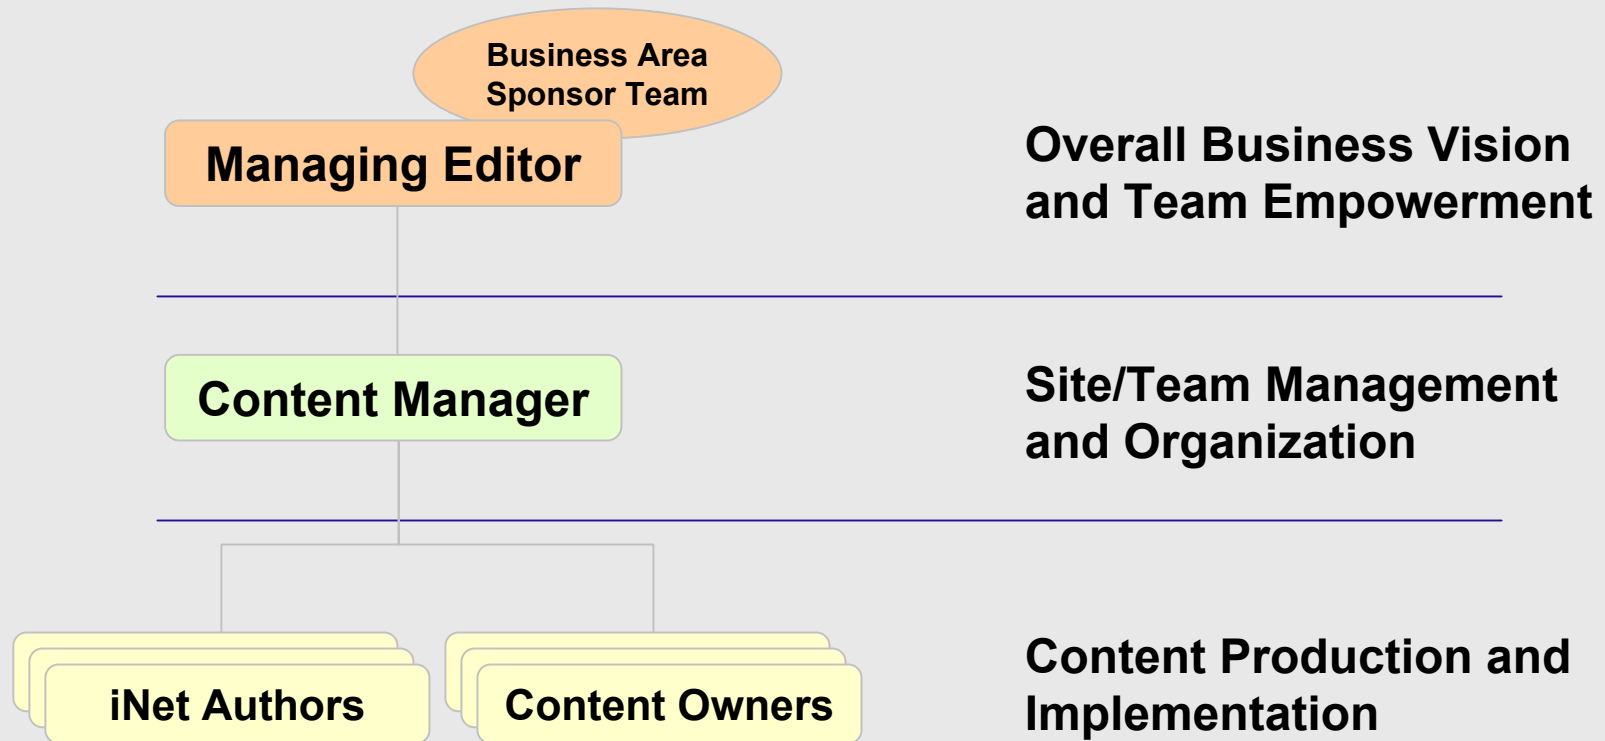 Business Area
Sponsor Team
Managing Editor
Overall Business Vision
and Team Empowerment
Content Manager
Site/Team Management
and Organization
iNet Authors
Content Owners
Content Production and
Implementation